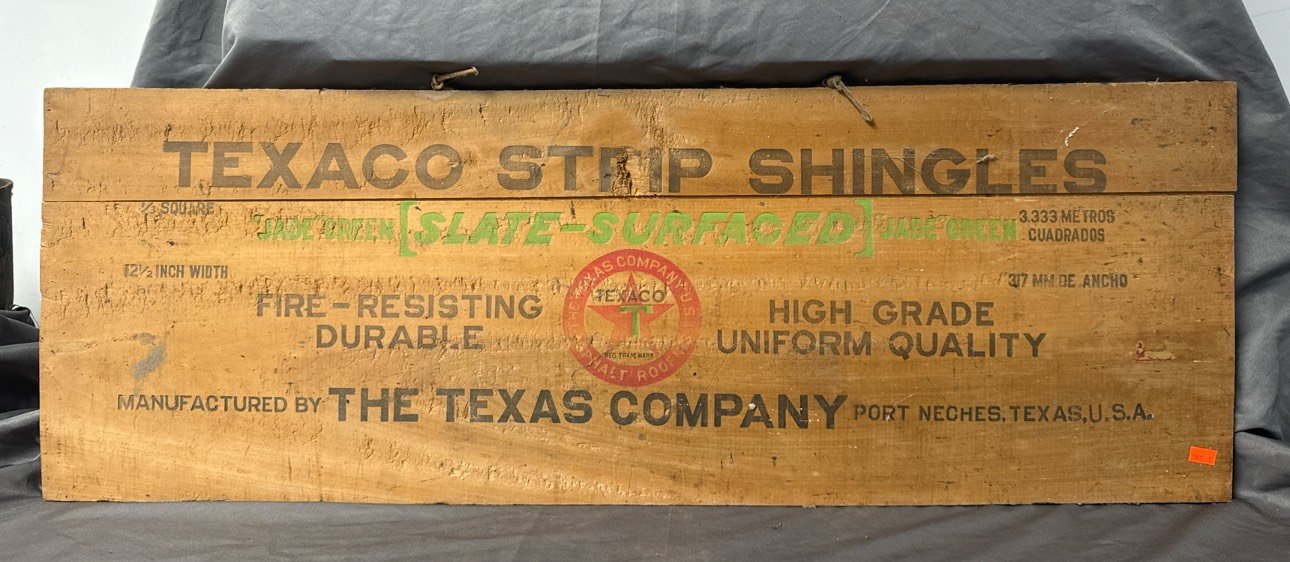 TEXACO STRIP SHINGLES
SQUARE
"JADE GREEN" [SLATE-SURFACED] "JADE GREEN"
3.333 METROS
CUADRADOS
12½ INCH WIDTH
317 MM DE ANCHO
FIRE-RESISTING
DURABLE
THE TEXAS COMPANY U.S.
TEXACO
T
REG. TRADE MARK
ASPHALT ROOFING
HIGH GRADE
UNIFORM QUALITY
MANUFACTURED BY THE TEXAS COMPANY PORT NECHES, TEXAS, U.S.A.